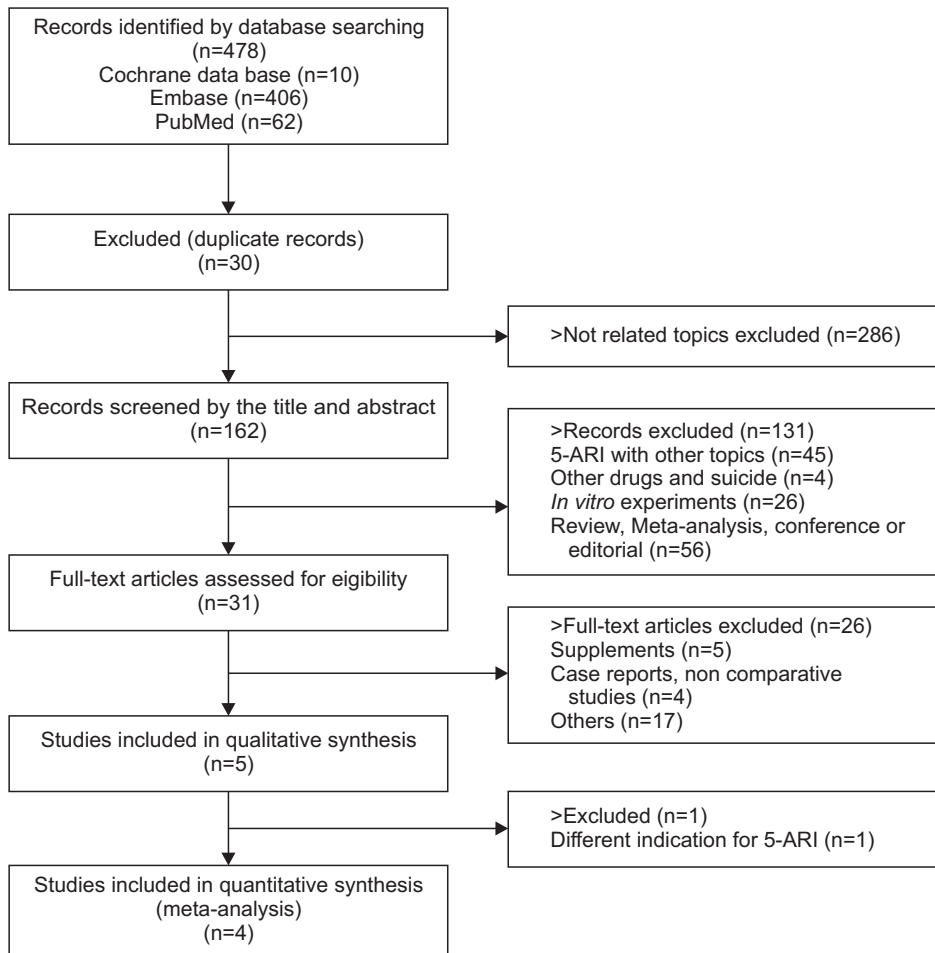 Records identified by database searching
(n=478)
Cochrane data base (n=10)
Embase (n=406)
PubMed (n=62)
Excluded (duplicate records)
(n=30)
>Not related topics excluded (n=286)
Records screened by the title and abstract
(n=162)
>Records excluded (n=131)
5-ARI with other topics (n=45)
Other drugs and suicide (n=4)
In vitro experiments (n=26)
Review, Meta-analysis, conference or
editorial (n=56)
Full-text articles assessed for eigibility
(n=31)
>Full-text articles excluded (n=26)
Supplements (n=5)
Case reports, non comparative
studies (n=4)
Others (n=17)
Studies included in qualitative synthesis
(n=5)
>Excluded (n=1)
Different indication for 5-ARI (n=1)
Studies included in quantitative synthesis
(meta-analysis)
(n=4)